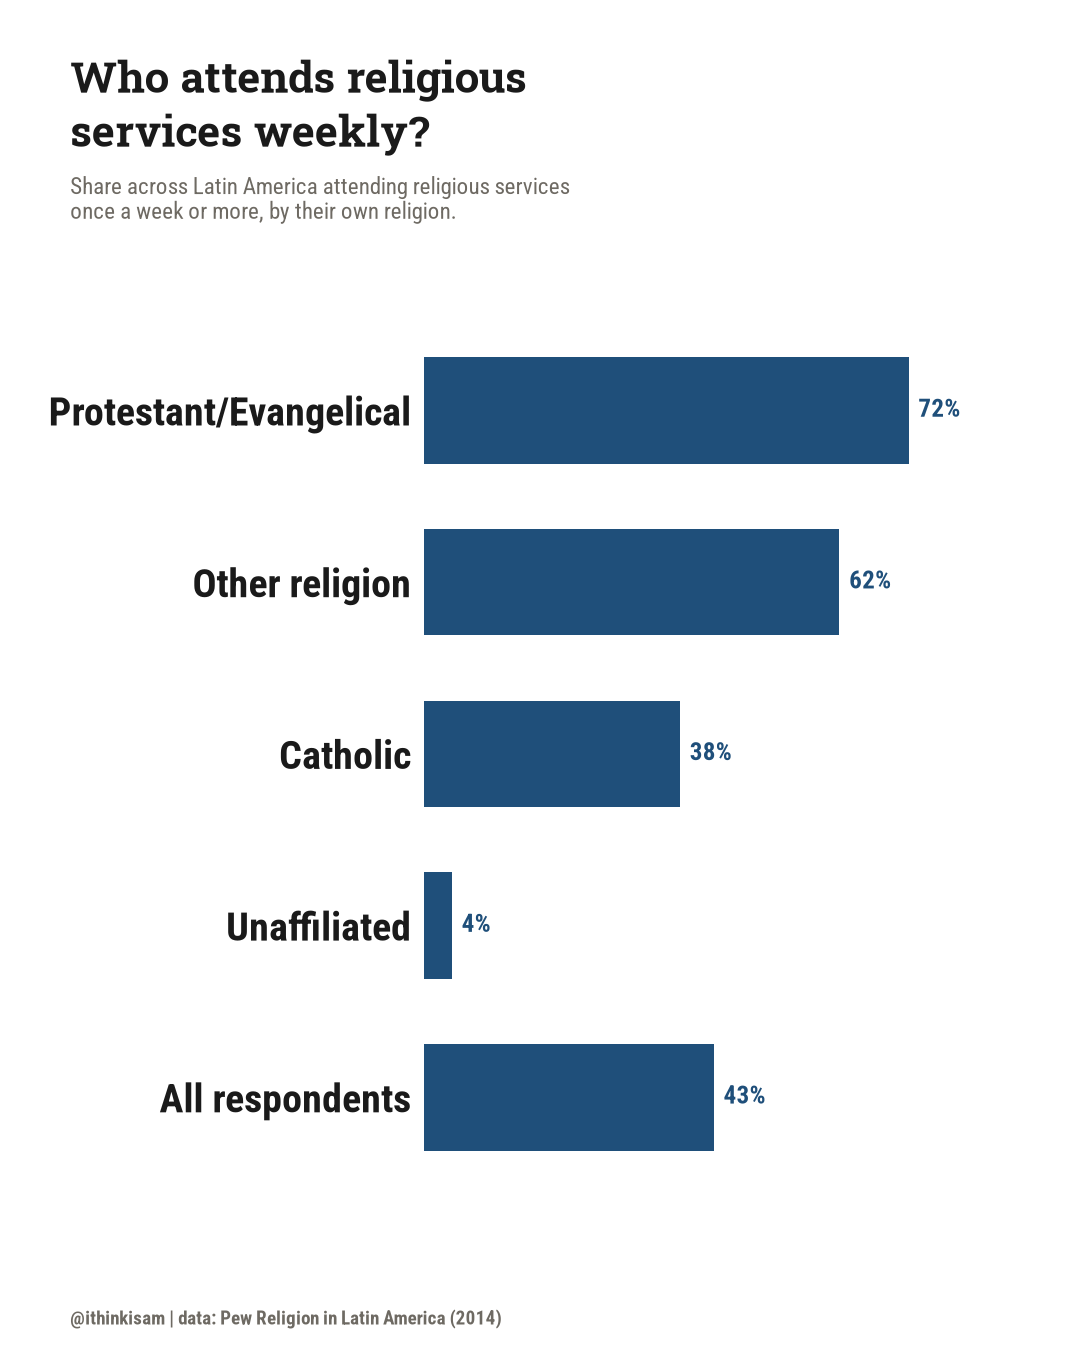 Who attends religious
services weekly?
Share across Latin America attending religious services
once a week or more, by their own religion.
Protestant/Evangelical
72%
Other religion
62%
Catholic
38%
Unaffiliated
4%
All respondents
43%
@ithinkisam | data: Pew Religion in Latin America (2014)